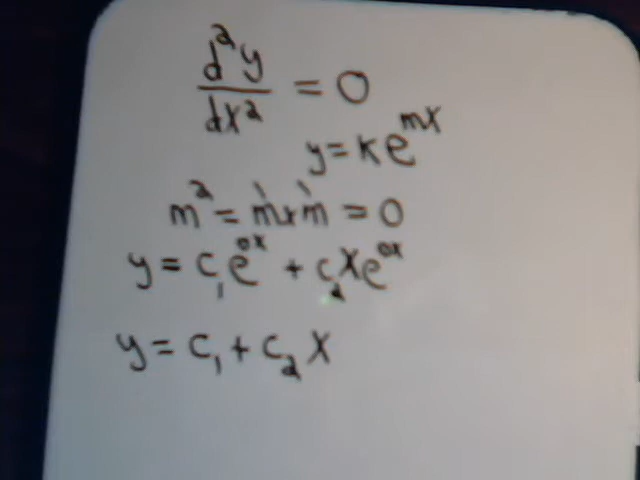 d²y/dx² = 0
y = ke^mx
m² = m x m = 0
y = c₁e^0x + c₂xe^0x
y = c₁ + c₂x